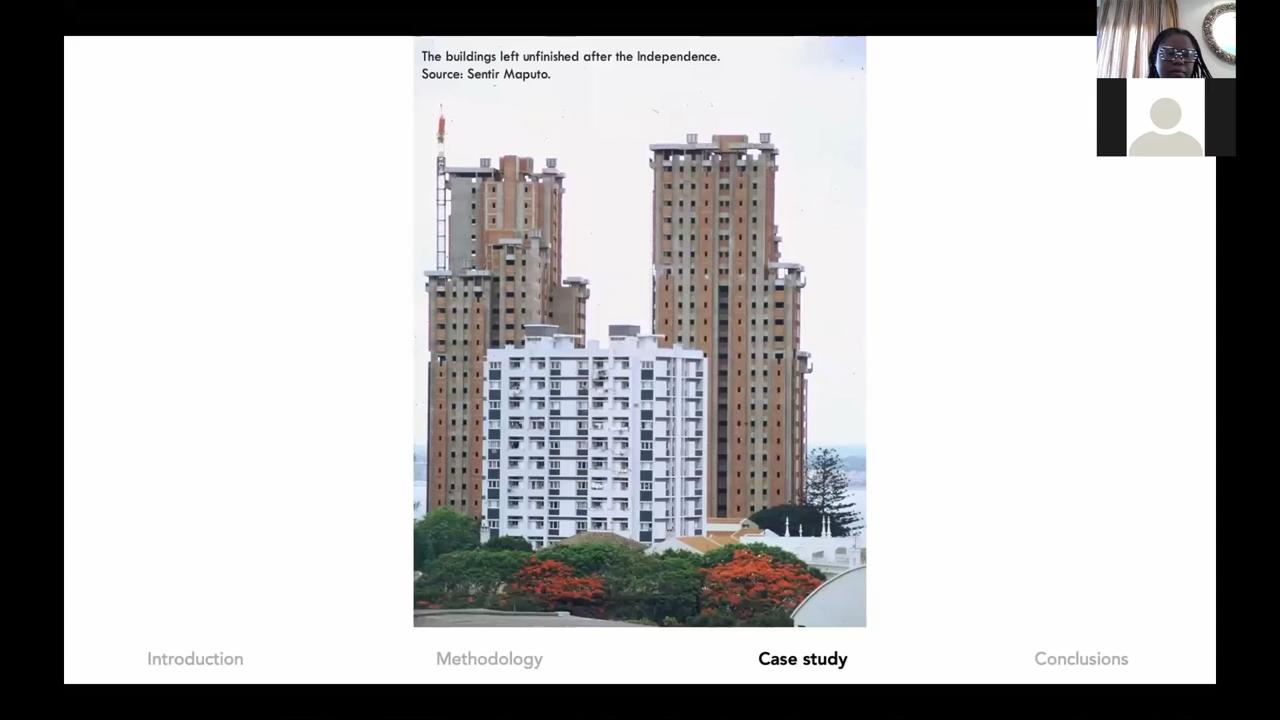 The buildings left unfinished after the Independence.
Source: Sentir Maputo.
Introduction
Methodology
Case study
Conclusions